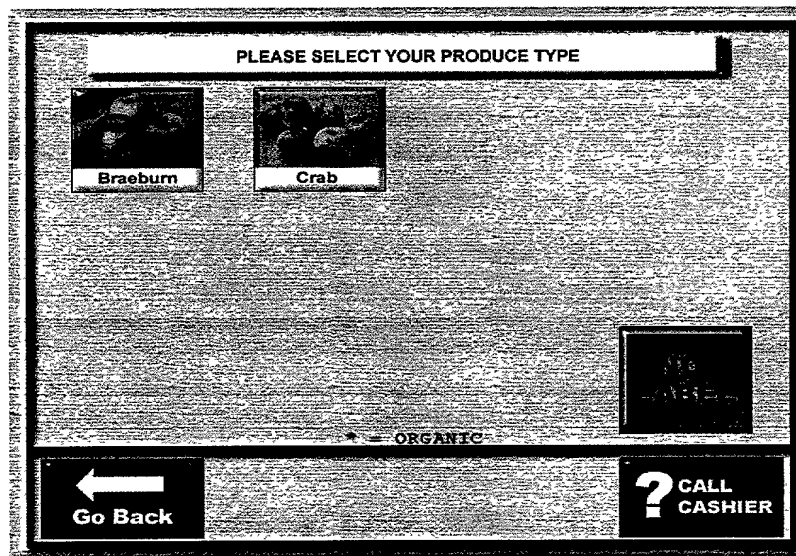 PLEASE SELECT YOUR PRODUCE TYPE
Braeburn
Crab
* = ORGANIC
Go Back
? CALL
CASHIER